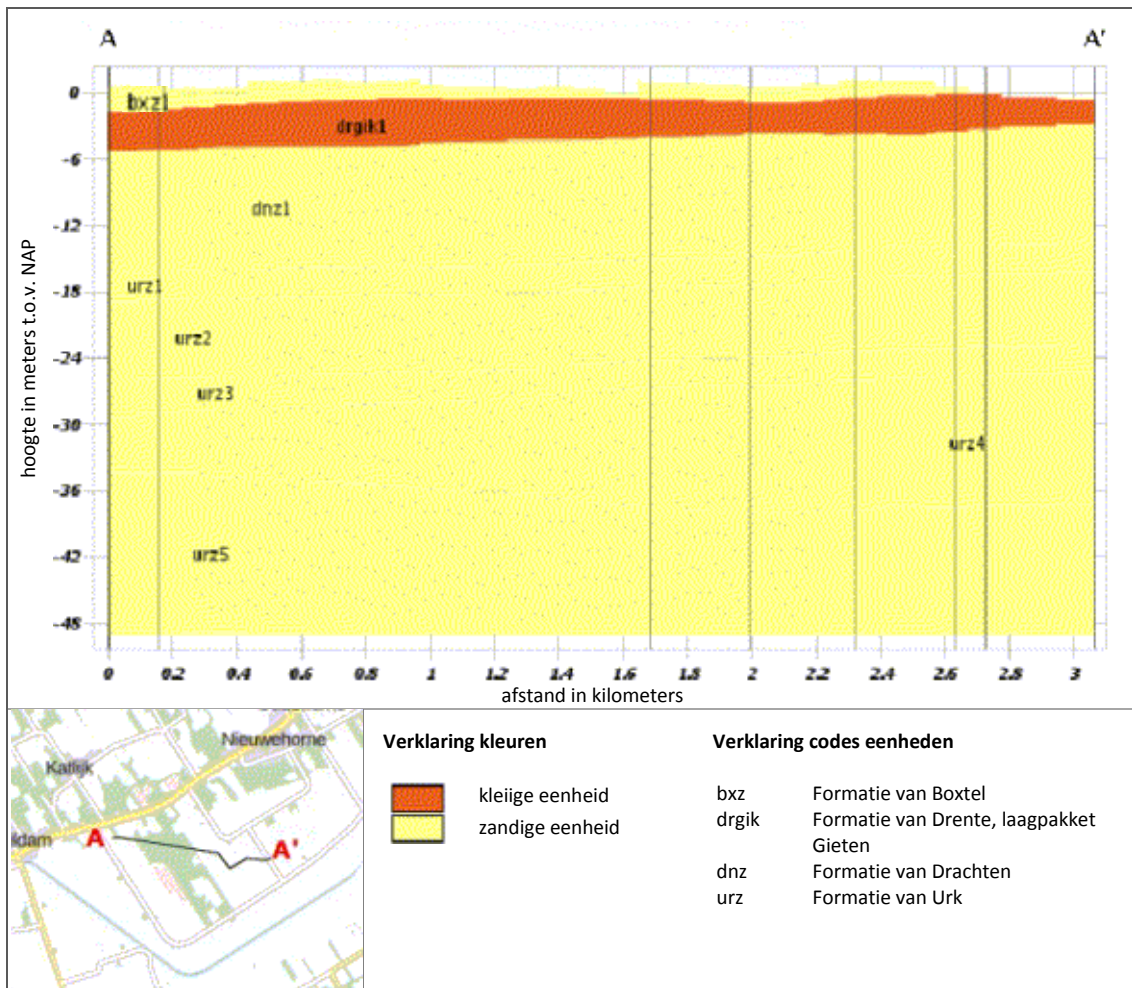 A A'
0
bxz1
drgik1
-6
dnz1
-12
urz1
-18
urz2
-24
urz3
-30
urz4
-36
-42
urz5
-48
hoogte in meters t.o.v. NAP
0 0.2 0.4 0.6 0.8 1 1.2 1.4 1.6 1.8 2 2.2 2.4 2.6 2.8 3
afstand in kilometers
Nieuwehorne
Katlijk
ldam
A
A'
Verklaring kleuren
kleiige eenheid
zandige eenheid
Verklaring codes eenheden
bxz Formatie van Boxtel
drgik Formatie van Drente, laagpakket
Gieten
dnz Formatie van Drachten
urz Formatie van Urk